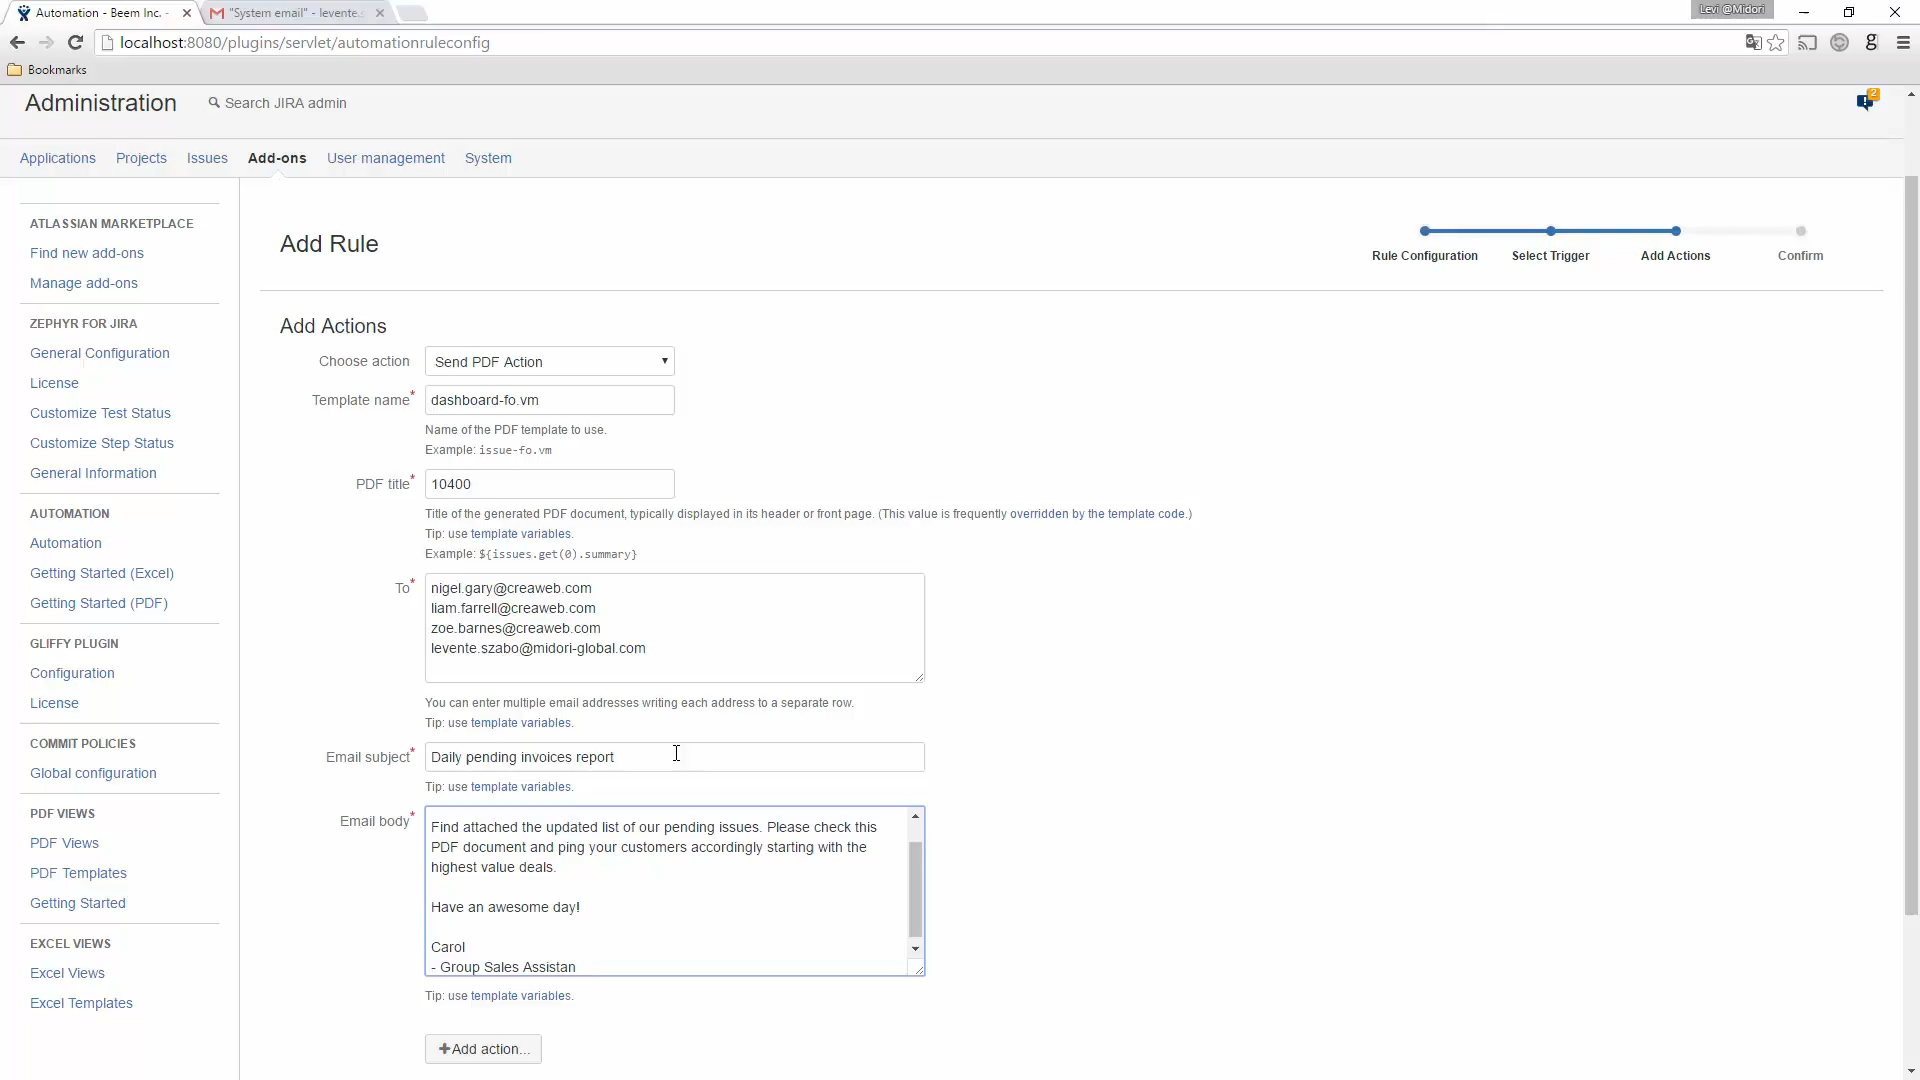 Automation - Beem Inc. -
"System email" - levente.
Levi @Midori
localhost:8080/plugins/servlet/automationruleconfig
Bookmarks
Administration
Search JIRA admin
2
Applications
Projects
Issues
Add-ons
User management
System
ATLASSIAN MARKETPLACE
Find new add-ons
Manage add-ons
ZEPHYR FOR JIRA
General Configuration
License
Customize Test Status
Customize Step Status
General Information
AUTOMATION
Automation
Getting Started (Excel)
Getting Started (PDF)
GLIFFY PLUGIN
Configuration
License
COMMIT POLICIES
Global configuration
PDF VIEWS
PDF Views
PDF Templates
Getting Started
EXCEL VIEWS
Excel Views
Excel Templates
Add Rule
Rule Configuration
Select Trigger
Add Actions
Confirm
Add Actions
Choose action
Send PDF Action
Template name*
dashboard-fo.vm
Name of the PDF template to use.
Example: issue-fo.vm
PDF title*
10400
Title of the generated PDF document, typically displayed in its header or front page. (This value is frequently overridden by the template code.)
Tip: use template variables.
Example: ${issues.get(0).summary}
To*
nigel.gary@creaweb.com
liam.farrell@creaweb.com
zoe.barnes@creaweb.com
levente.szabo@midori-global.com
You can enter multiple email addresses writing each address to a separate row.
Tip: use template variables.
Email subject*
Daily pending invoices report
Tip: use template variables.
Email body*
Find attached the updated list of our pending issues. Please check this
PDF document and ping your customers accordingly starting with the
highest value deals.
Have an awesome day!
Carol
- Group Sales Assistan
Tip: use template variables.
+Add action...